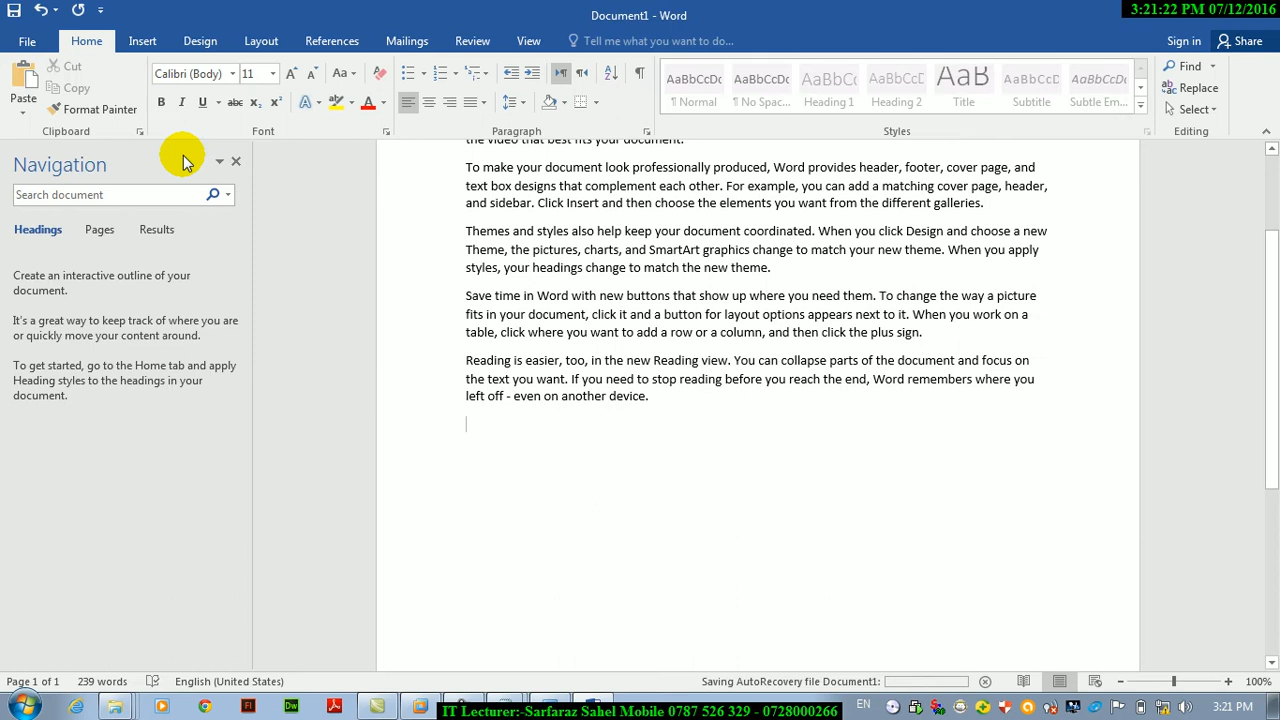 Document1 - Word
3:21:22 PM 07/12/2016
File Home Insert Design Layout References Mailings Review View Tell me what you want to do... Sign in Share
Paste
Cut
Copy
Format Painter
Clipboard
Calibri (Body) 11
Font
Paragraph
AaBbCcDc AaBbCcDc AaBbCc AaBbCcD AaB AaBbCcD AaBbCcDc
¶ Normal ¶ No Spac... Heading 1 Heading 2 Title Subtitle Subtle Em...
Styles
Find
Replace
Select
Editing
Navigation
Search document
Headings Pages Results
Create an interactive outline of your
document.
It's a great way to keep track of where you are
or quickly move your content around.
To get started, go to the Home tab and apply
Heading styles to the headings in your
document.
the video that best fits your document.
To make your document look professionally produced, Word provides header, footer, cover page, and
text box designs that complement each other. For example, you can add a matching cover page, header,
and sidebar. Click Insert and then choose the elements you want from the different galleries.
Themes and styles also help keep your document coordinated. When you click Design and choose a new
Theme, the pictures, charts, and SmartArt graphics change to match your new theme. When you apply
styles, your headings change to match the new theme.
Save time in Word with new buttons that show up where you need them. To change the way a picture
fits in your document, click it and a button for layout options appears next to it. When you work on a
table, click where you want to add a row or a column, and then click the plus sign.
Reading is easier, too, in the new Reading view. You can collapse parts of the document and focus on
the text you want. If you need to stop reading before you reach the end, Word remembers where you
left off - even on another device.
Page 1 of 1 239 words English (United States) Saving AutoRecovery file Document1: 100%
EN 3:21 PM
IT Lecturer:-Sarfaraz Sahel Mobile 0787 526 329 - 0728000266